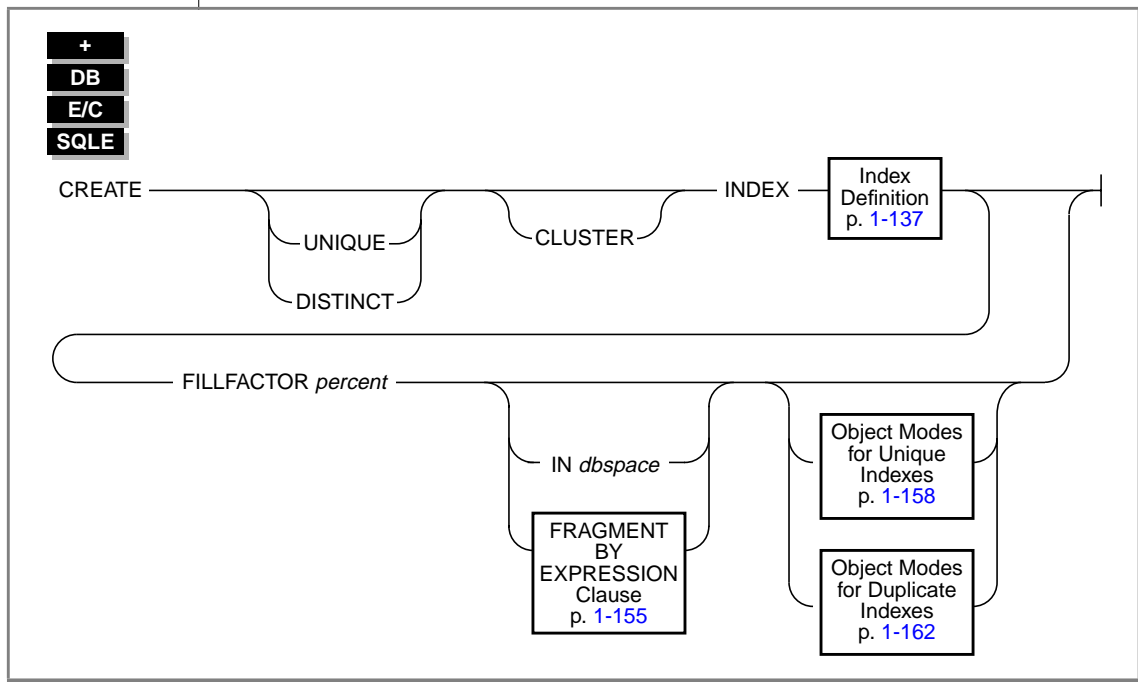 +
DB
E/C
SQLE
CREATE
UNIQUE
DISTINCT
CLUSTER
INDEX
Index
Definition
p. 1-137
FILLFACTOR percent
IN dbspace
FRAGMENT
BY
EXPRESSION
Clause
p. 1-155
Object Modes
for Unique
Indexes
p. 1-158
Object Modes
for Duplicate
Indexes
p. 1-162